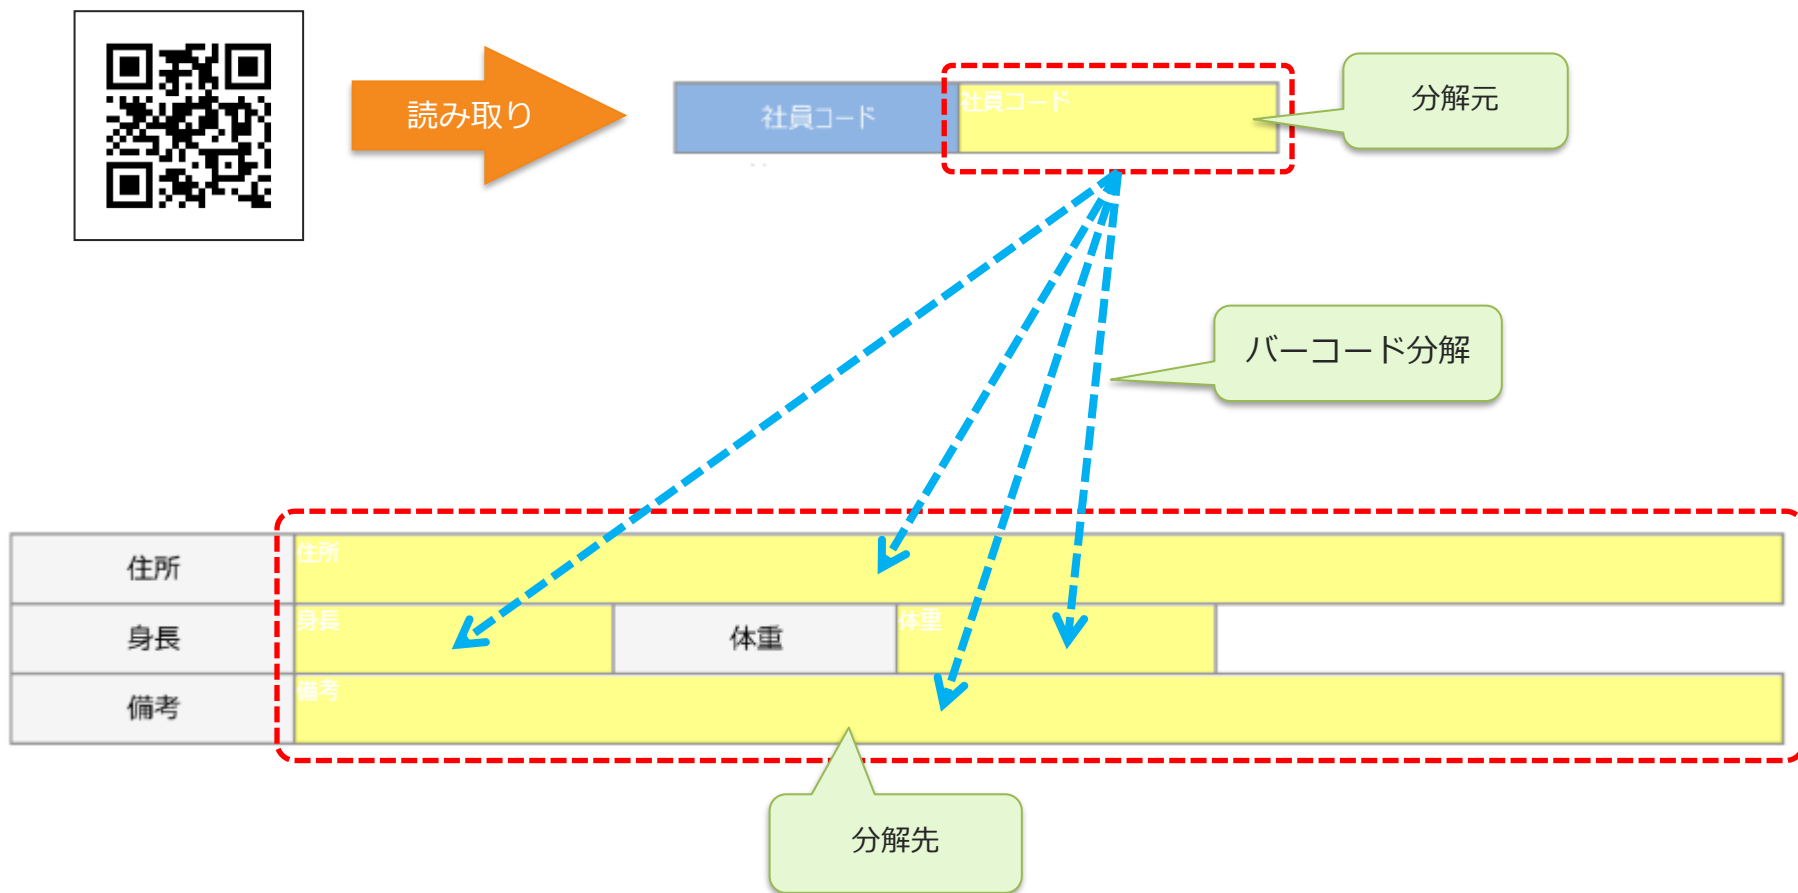 読み取り
社員コード
社員コード
分解元
バーコード分解
住所
住所
身長
身長
体重
体重
備考
備考
分解先